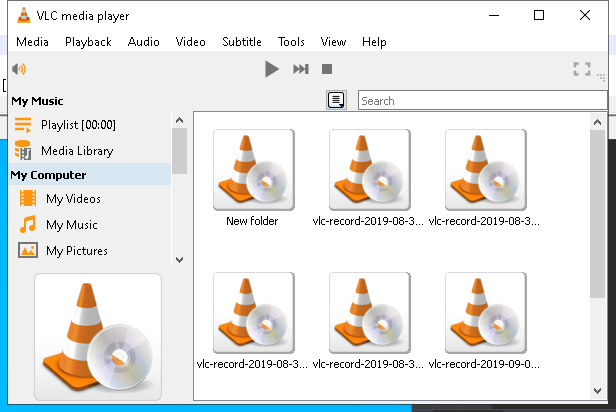 VLC media player
Media Playback Audio Video Subtitle Tools View Help
Search
My Music
Playlist [00:00]
Media Library
My Computer
My Videos
My Music
My Pictures
New folder vlc-record-2019-08-3... vlc-record-2019-08-3...
vlc-record-2019-08-3... vlc-record-2019-08-3... vlc-record-2019-09-0...